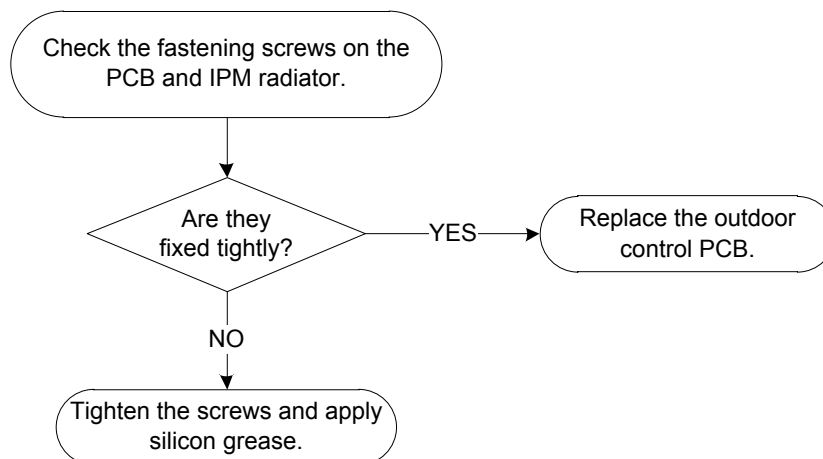 Check the fastening screws on the
PCB and IPM radiator.
Are they
fixed tightly?
YES
Replace the outdoor
control PCB.
NO
Tighten the screws and apply
silicon grease.